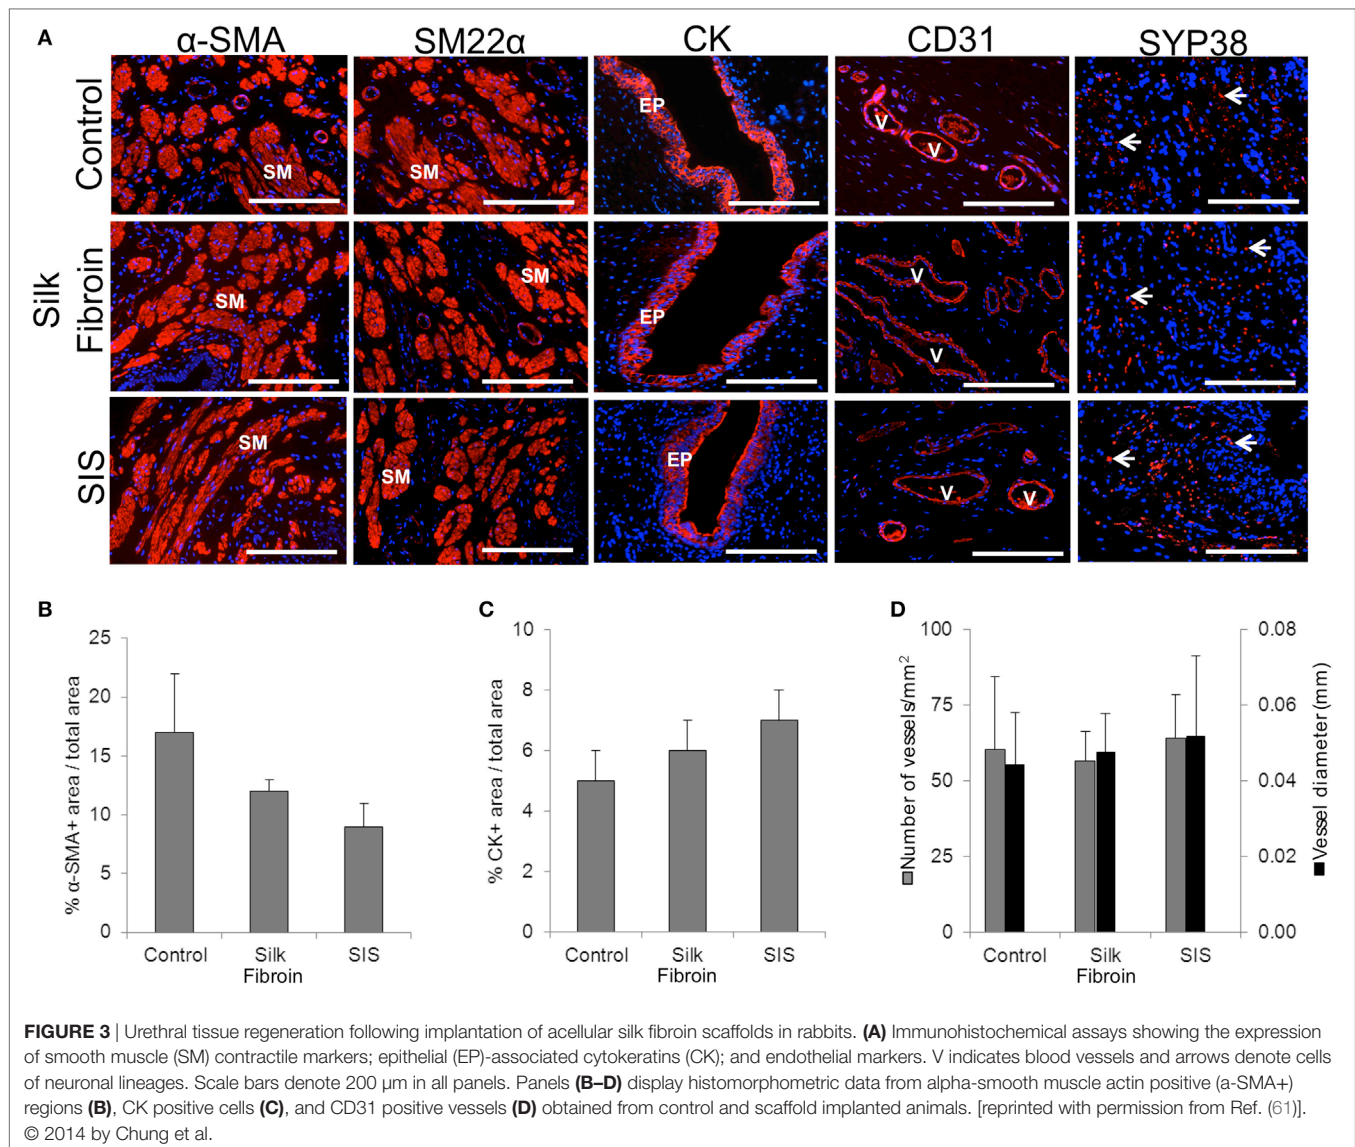 A
α-SMA SM22α CK CD31 SYP38
Control
SM SM EP V V
Silk
Fibroin
SM SM EP V V
SIS
SM SM EP V V
B
% α-SMA+ area / total area
25
20
15
10
5
0
Control Silk SIS
Fibroin
C
% CK+ area / total area
10
8
6
4
2
0
Control Silk SIS
Fibroin
D
Number of vessels/mm²
100
75
50
25
0
0.08
0.06
0.04
0.02
0.00
Vessel diameter (mm)
Control Silk SIS
Fibroin
FIGURE 3 | Urethral tissue regeneration following implantation of acellular silk fibroin scaffolds in rabbits. (A) Immunohistochemical assays showing the expression
of smooth muscle (SM) contractile markers; epithelial (EP)-associated cytokeratins (CK); and endothelial markers. V indicates blood vessels and arrows denote cells
of neuronal lineages. Scale bars denote 200 μm in all panels. Panels (B–D) display histomorphometric data from alpha-smooth muscle actin positive (a-SMA+)
regions (B), CK positive cells (C), and CD31 positive vessels (D) obtained from control and scaffold implanted animals. [reprinted with permission from Ref. (61)].
© 2014 by Chung et al.